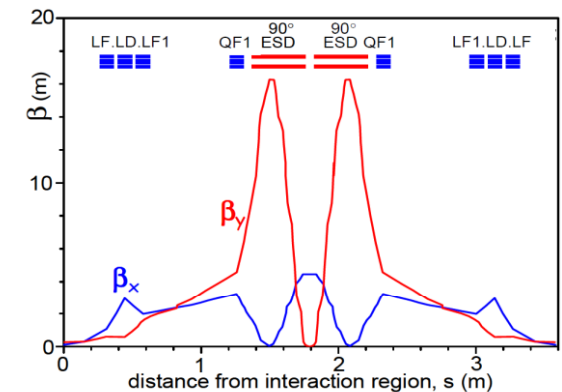 20
90° 90°
LF.LD.LF1 QF1 ESD ESD QF1 LF1.LD.LF
β (m)
10
βy
βx
0
0 1 2 3
distance from interaction region, s (m)